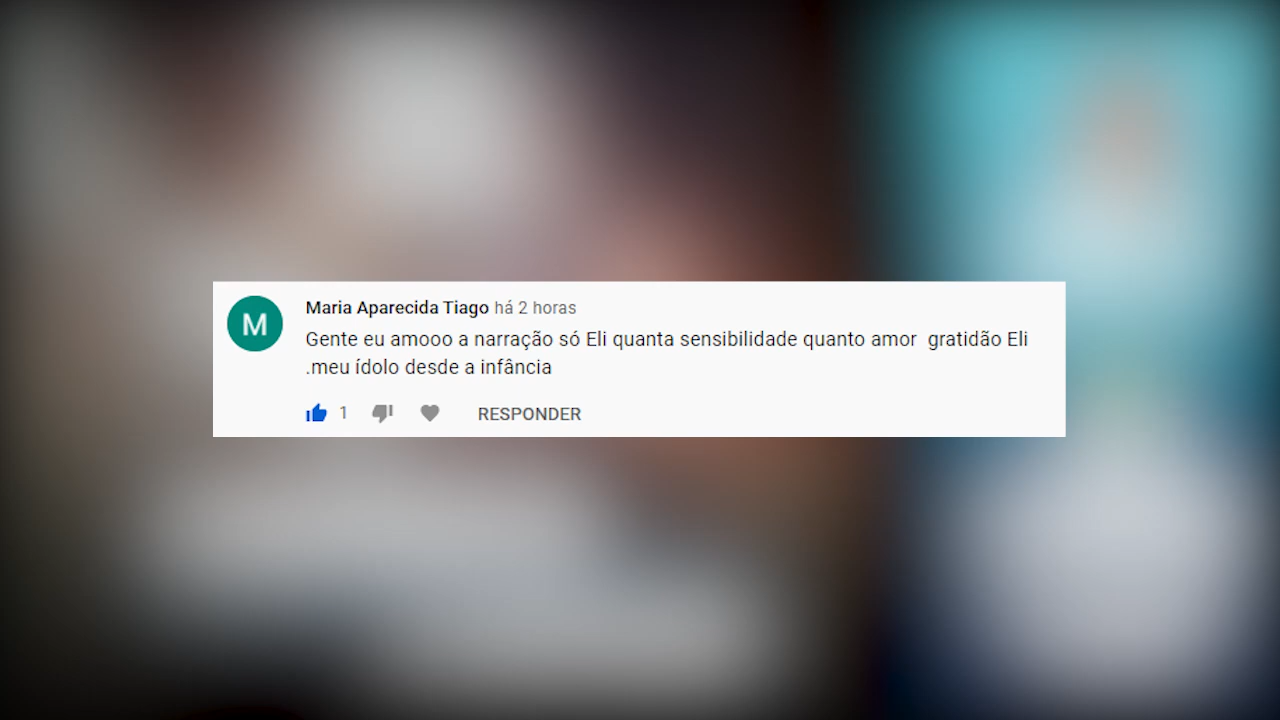 M
Maria Aparecida Tiago há 2 horas
Gente eu amooo a narração só Eli quanta sensibilidade quanto amor  gratidão Eli
.meu ídolo desde a infância
1 RESPONDER